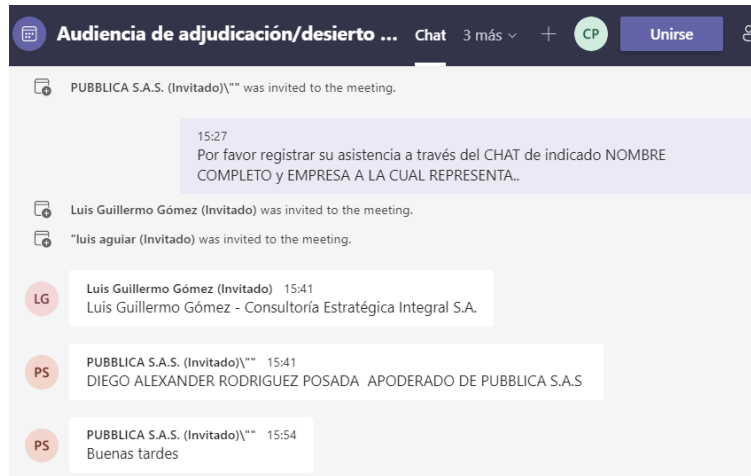 Audiencia de adjudicación/desierto ... Chat 3 más CP Unirse
PUBBLICA S.A.S. (Invitado)\"" was invited to the meeting.
15:27
Por favor registrar su asistencia a través del CHAT de indicado NOMBRE
COMPLETO y EMPRESA A LA CUAL REPRESENTA..
Luis Guillermo Gómez (Invitado) was invited to the meeting.
"luis aguiar (Invitado) was invited to the meeting.
Luis Guillermo Gómez (Invitado) 15:41
LG
Luis Guillermo Gómez - Consultoría Estratégica Integral S.A.
PUBBLICA S.A.S. (Invitado)\"" 15:41
PS
DIEGO ALEXANDER RODRIGUEZ POSADA APODERADO DE PUBBLICA S.A.S
PUBBLICA S.A.S. (Invitado)\"" 15:54
PS
Buenas tardes